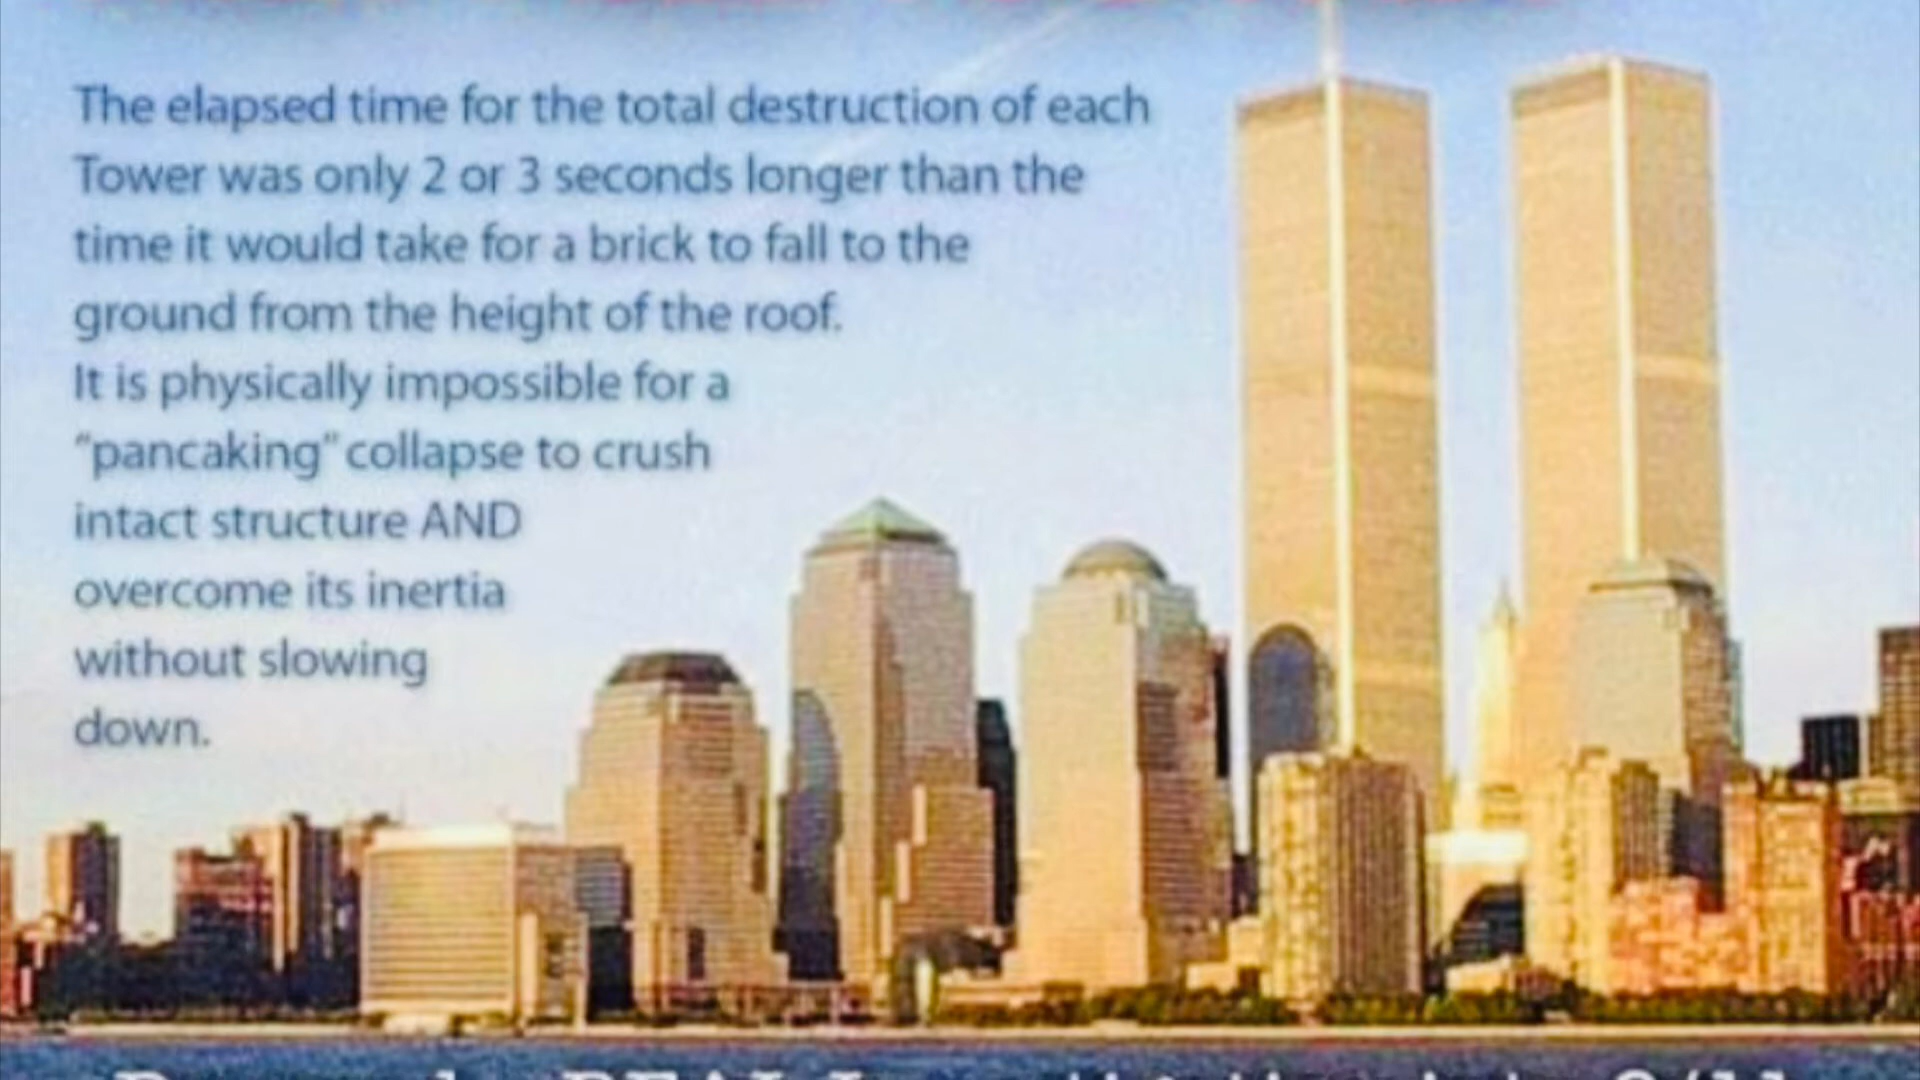 The elapsed time for the total destruction of each
Tower was only 2 or 3 seconds longer than the
time it would take for a brick to fall to the
ground from the height of the roof.
It is physically impossible for a
"pancaking" collapse to crush
intact structure AND
overcome its inertia
without slowing
down.